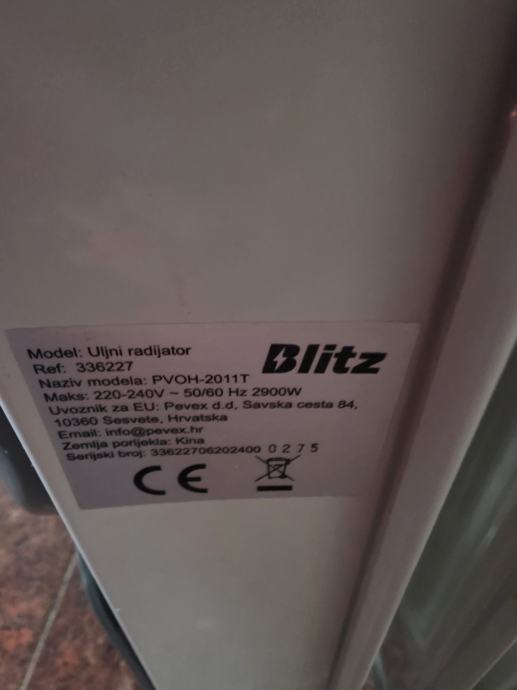 Blitz
Model: Uljni radijator
Ref: 336227
Naziv modela: PVOH-2011T
Maks: 220-240V ~ 50/60 Hz 2900W
Uvoznik za EU: Pevex d.d, Savska cesta 84,
10360 Sesvete, Hrvatska
Email: info@pevex.hr
Zemlja porijekla: Kina
Serijski broj: 33622706202400 0275
CE